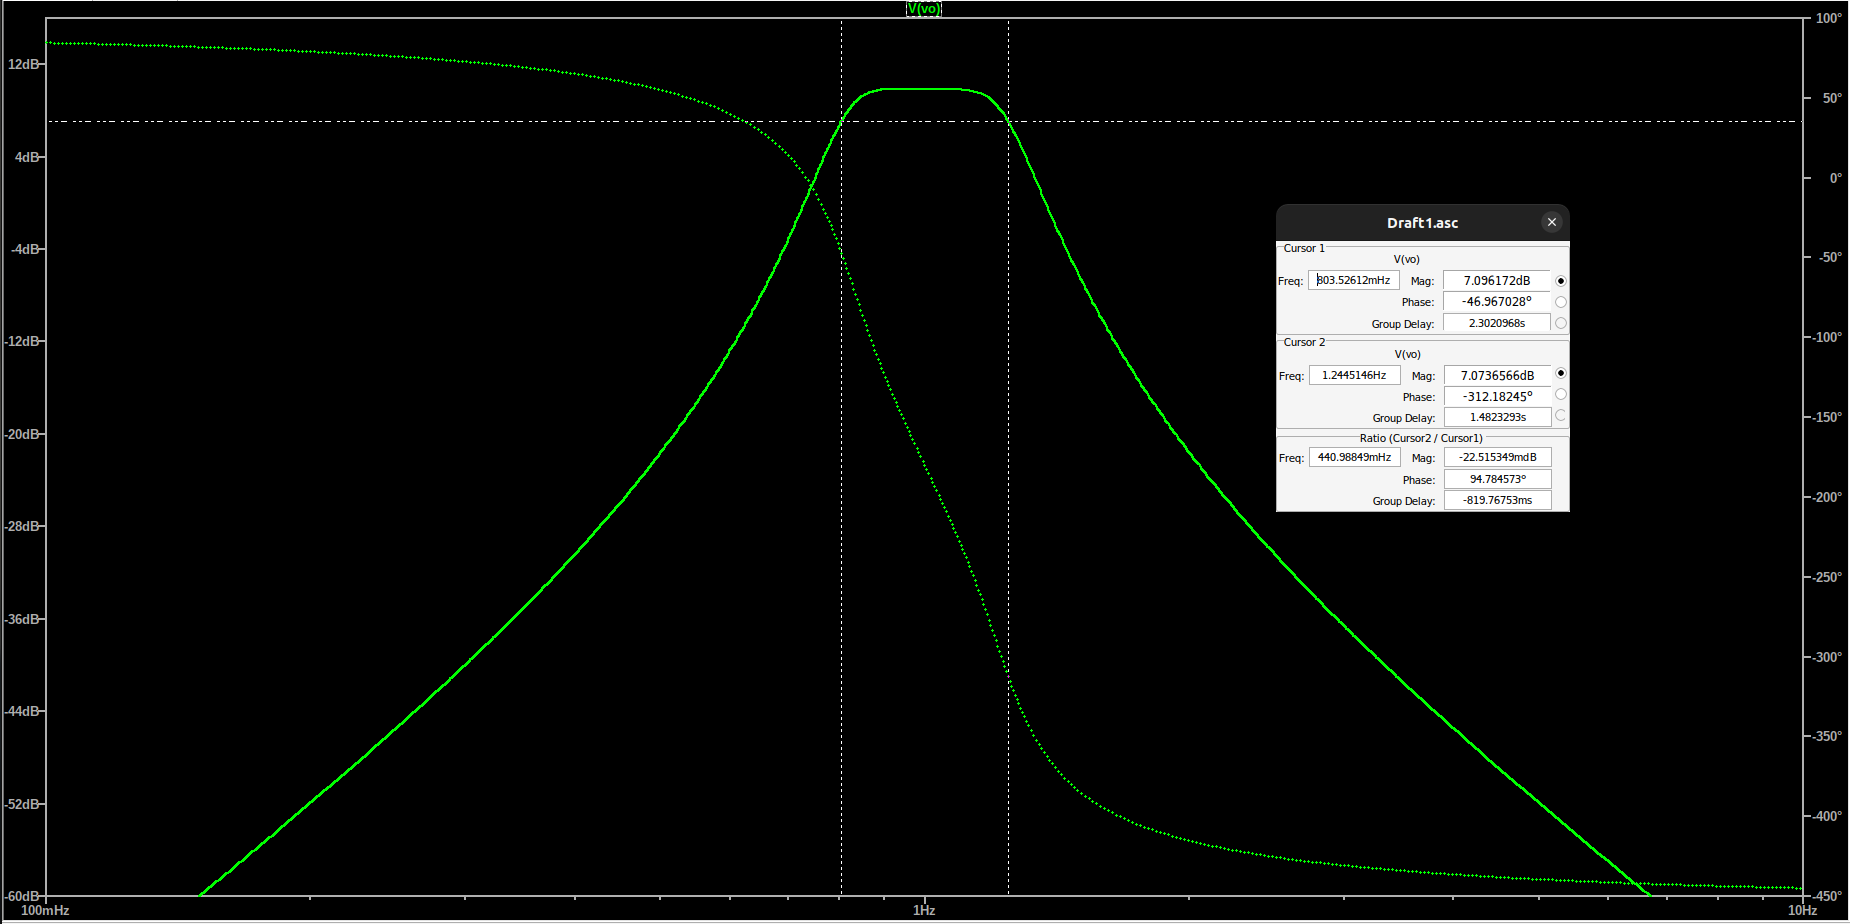 V(vo)
12dB
4dB
-4dB
-12dB
-20dB
-28dB
-36dB
-44dB
-52dB
-60dB
100mHz
1Hz
10Hz
100°
50°
0°
-50°
-100°
-150°
-200°
-250°
-300°
-350°
-400°
-450°
Draft1.asc
Cursor 1
V(vo)
Freq: 803.52612mHz Mag: 7.096172dB
Phase: -46.967028°
Group Delay: 2.3020968s
Cursor 2
V(vo)
Freq: 1.2445146Hz Mag: 7.0736566dB
Phase: -312.18245°
Group Delay: 1.4823293s
Ratio (Cursor2 / Cursor1)
Freq: 440.98849mHz Mag: -22.515349mdB
Phase: 94.784573°
Group Delay: -819.76753ms